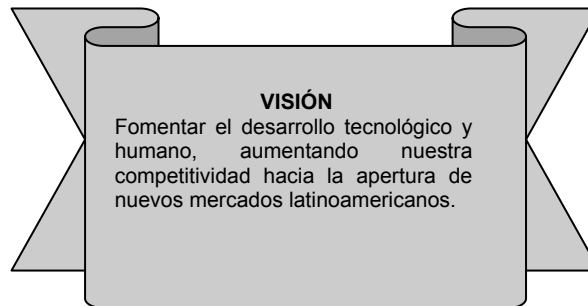 VISIÓN
Fomentar el desarrollo tecnológico y
humano, aumentando nuestra
competitividad hacia la apertura de
nuevos mercados latinoamericanos.